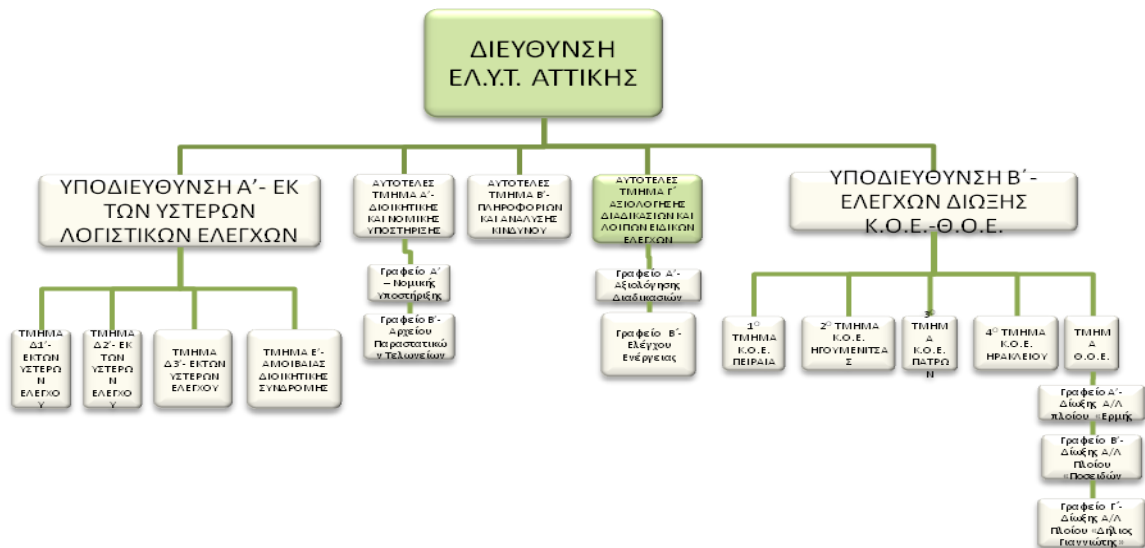 ΔΙΕΥΘΥΝΣΗ
ΕΛ.Υ.Τ. ΑΤΤΙΚΗΣ
ΥΠΟΔΙΕΥΘΥΝΣΗ Α΄- ΕΚ
ΤΩΝ ΥΣΤΕΡΩΝ
ΛΟΓΙΣΤΙΚΩΝ ΕΛΕΓΧΩΝ
ΑΥΤΟΤΕΛΕΣ
ΤΜΗΜΑ Α΄-
ΔΙΟΙΚΗΤΙΚΗΣ
ΚΑΙ ΝΟΜΙΚΗΣ
ΥΠΟΣΤΗΡΙΞΗΣ
ΑΥΤΟΤΕΛΕΣ
ΤΜΗΜΑ Β΄-
ΠΛΗΡΟΦΟΡΙΩΝ
ΚΑΙ ΑΝΑΛΥΣΗΣ
ΚΙΝΔΥΝΟΥ
ΑΥΤΟΤΕΛΕΣ
ΤΜΗΜΑ Γ΄
ΑΞΙΟΛΟΓΗΣΗΣ
ΔΙΑΔΙΚΑΣΙΩΝ ΚΑΙ
ΛΟΙΠΩΝ ΕΙΔΙΚΩΝ
ΕΛΕΓΧΩΝ
ΥΠΟΔΙΕΥΘΥΝΣΗ Β΄-
ΕΛΕΓΧΩΝ ΔΙΩΞΗΣ
Κ.Ο.Ε.-Θ.Ο.Ε.
Γραφείο Α΄
– Νομικής
Υποστήριξης
Γραφείο Β΄-
Αρχείου
Παραστατικώ
ν Τελωνείων
Γραφείο Α΄-
Αξιολόγησης
Διαδικασιών
Γραφείο Β΄-
Ελέγχου
Ενέργειας
ΤΜΗΜΑ
Δ1΄-
ΕΚΤΩΝ
ΥΣΤΕΡΩ
Ν
ΕΛΕΓΧΟ
Υ
ΤΜΗΜΑ
Δ2΄- ΕΚ
ΤΩΝ
ΥΣΤΕΡΩ
Ν
ΕΛΕΓΧΟ
Υ
ΤΜΗΜΑ
Δ3΄- ΕΚΤΩΝ
ΥΣΤΕΡΩΝ
ΕΛΕΓΧΟΥ
ΤΜΗΜΑ Ε΄-
ΑΜΟΙΒΑΙΑΣ
ΔΙΟΙΚΗΤΙΚΗΣ
ΣΥΝΔΡΟΜΗΣ
1Ο
ΤΜΗΜΑ
Κ.Ο.Ε.
ΠΕΙΡΑΙΑ
2Ο ΤΜΗΜΑ
Κ.Ο.Ε.
ΗΓΟΥΜΕΝΙΤΣΑ
Σ
3Ο
ΤΜΗΜ
Α
Κ.Ο.Ε.
ΠΑΤΡΩ
Ν
4Ο ΤΜΗΜΑ
Κ.Ο.Ε.
ΗΡΑΚΛΕΙΟΥ
ΤΜΗΜ
Α
Θ.Ο.Ε.
Γραφείο Α΄-
Δίωξης Α/Λ
πλοίου «Ερμής
Γραφείο Β΄-
Δίωξης Α/Λ
Πλοίου
«Ποσειδών
Γραφείο Γ΄-
Δίωξης Α/Λ
Πλοίου «Δήλιος
Γιαννιώτης»